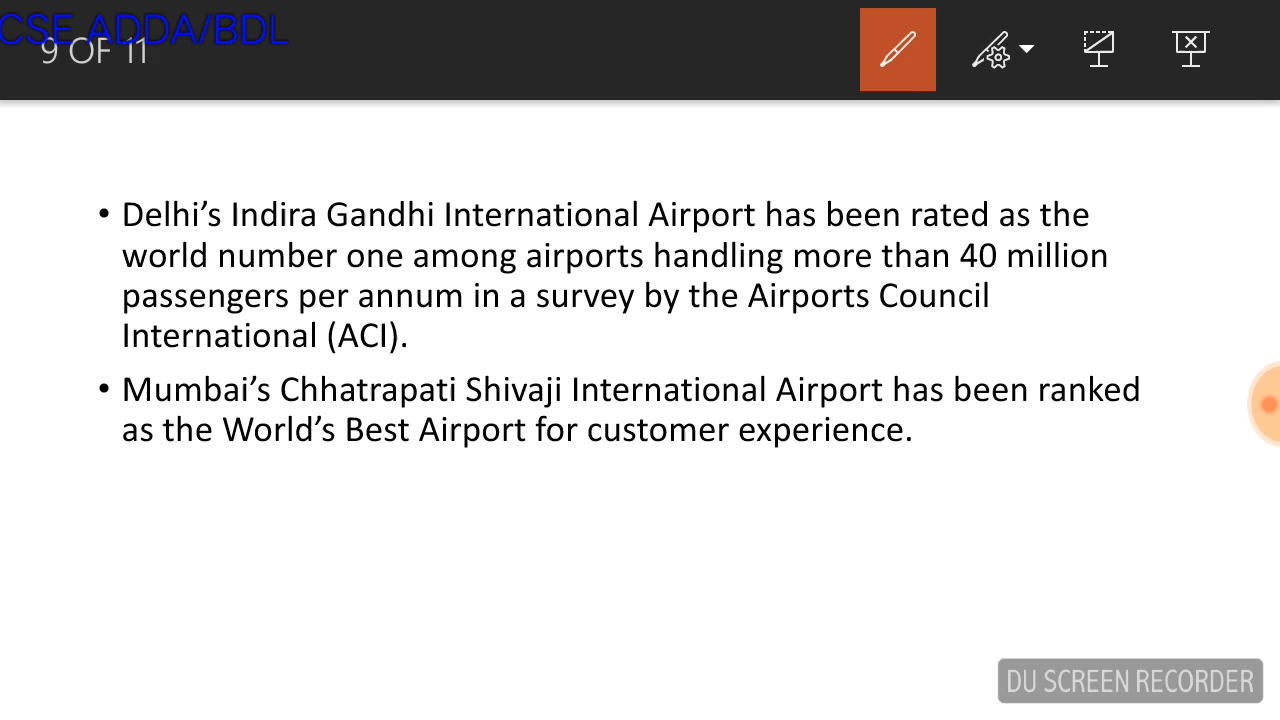 CSE ADDA/BDL
9 OF 11
• Delhi’s Indira Gandhi International Airport has been rated as the
world number one among airports handling more than 40 million
passengers per annum in a survey by the Airports Council
International (ACI).
• Mumbai’s Chhatrapati Shivaji International Airport has been ranked
as the World’s Best Airport for customer experience.
DU SCREEN RECORDER